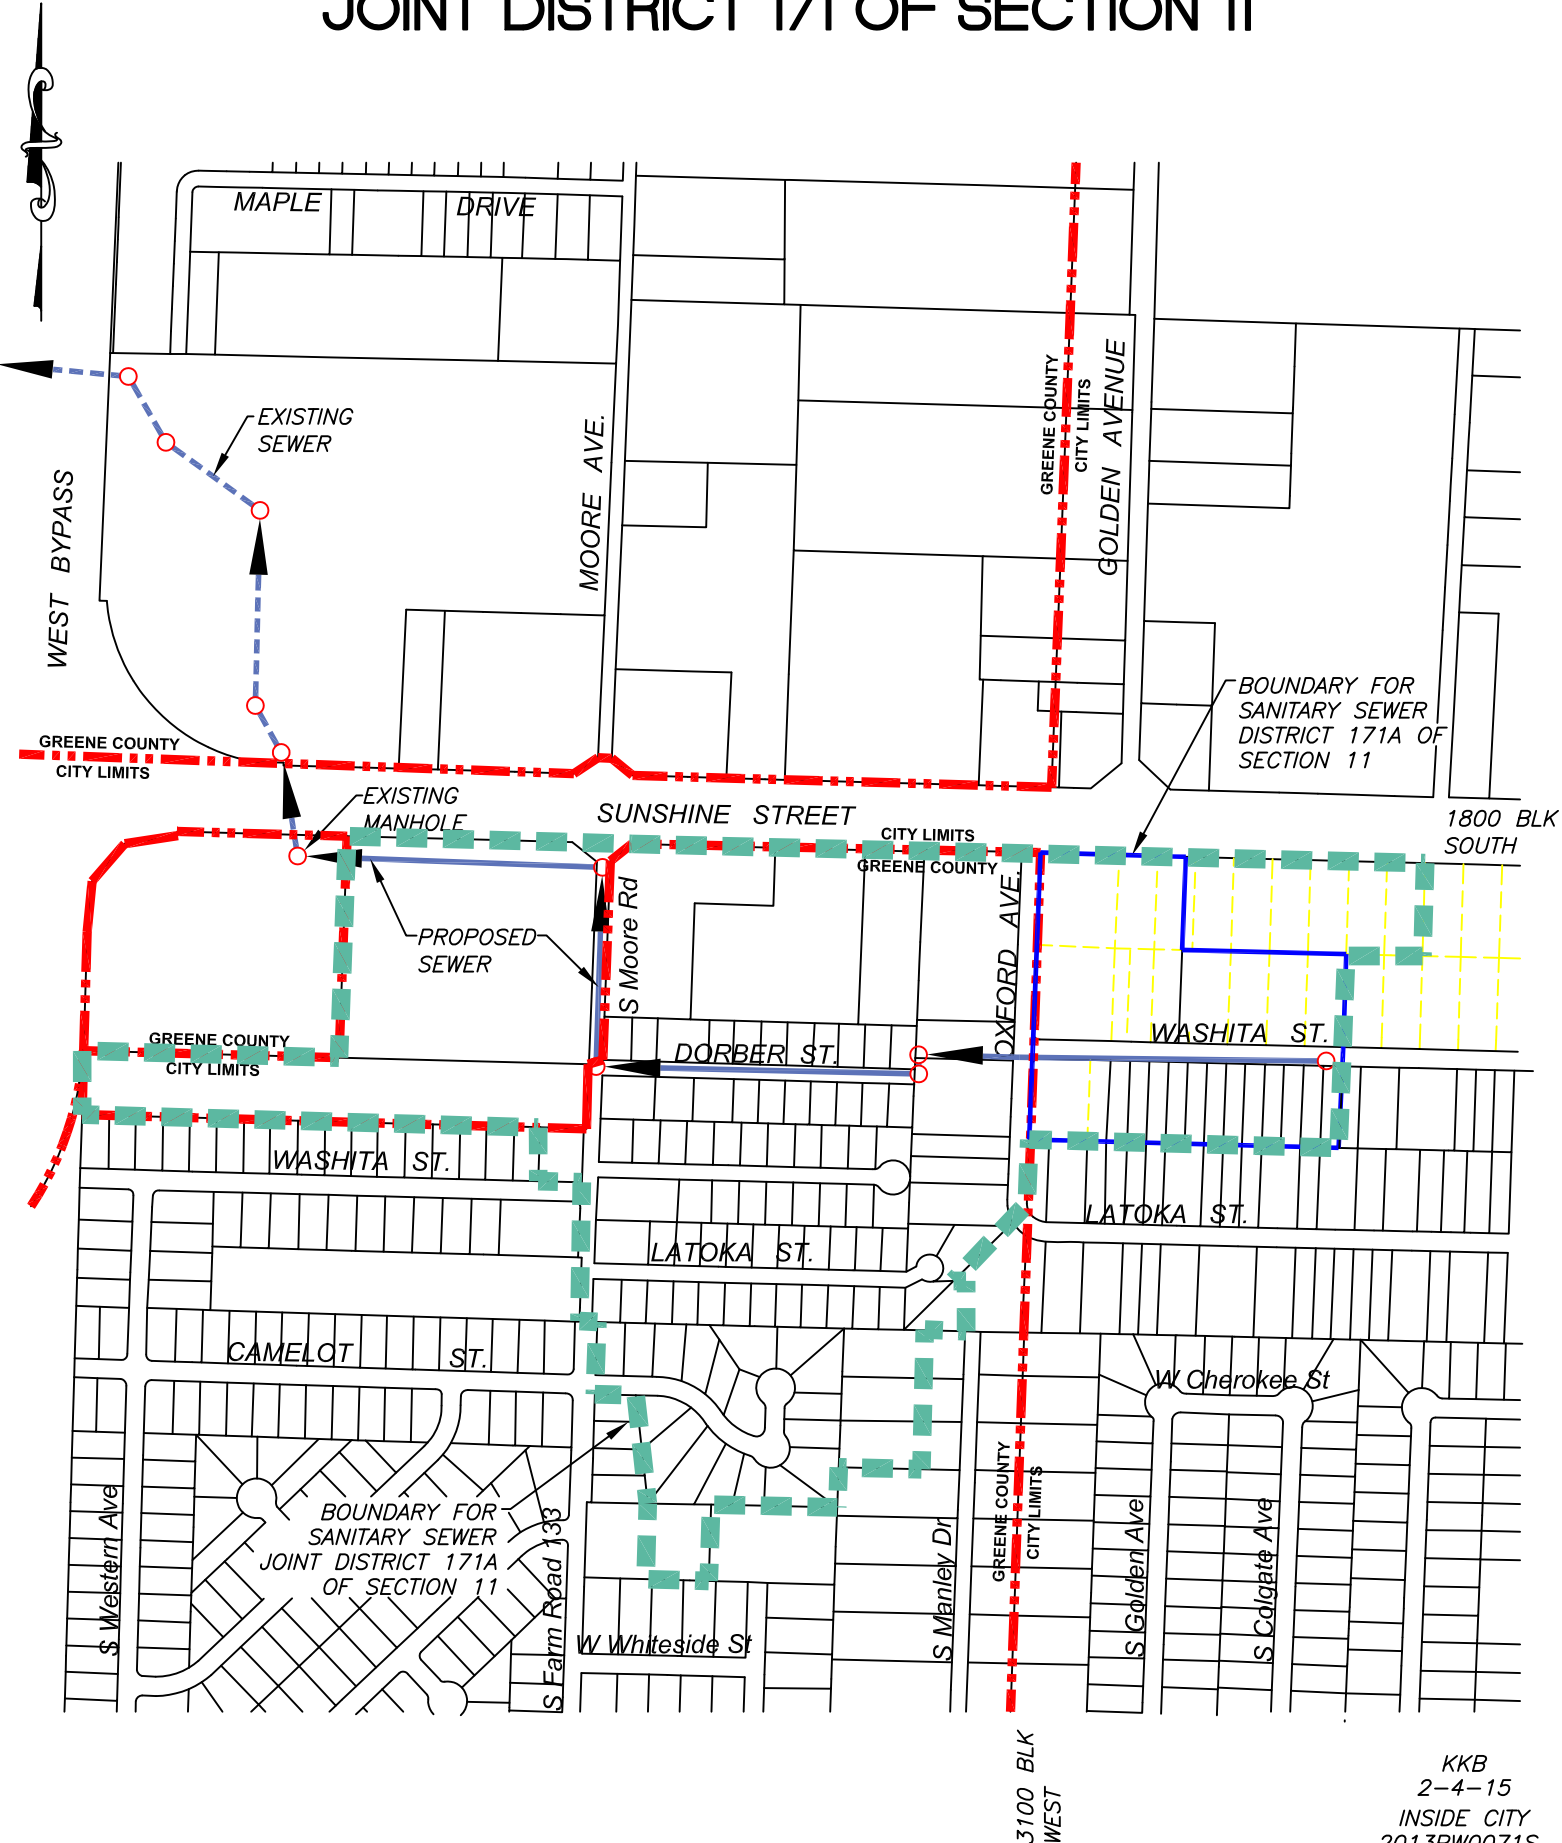 JOINT DISTRICT 171 OF SECTION 11
MAPLE DRIVE
EXISTING
SEWER
WEST BYPASS
MOORE AVE.
GREENE COUNTY
CITY LIMITS
GOLDEN AVENUE
BOUNDARY FOR
SANITARY SEWER
DISTRICT 171A OF
SECTION 11
GREENE COUNTY
CITY LIMITS
EXISTING
MANHOLE
SUNSHINE STREET
CITY LIMITS
GREENE COUNTY
1800 BLK
SOUTH
PROPOSED
SEWER
S Moore Rd
OXFORD AVE.
GREENE COUNTY
CITY LIMITS
DORBER ST.
WASHITA ST.
WASHITA ST.
LATOKA ST.
LATOKA ST.
CAMELOT ST.
W Cherokee St
GREENE COUNTY
CITY LIMITS
S Western Ave
BOUNDARY FOR
SANITARY SEWER
JOINT DISTRICT 171A
OF SECTION 11
S Farm Road 133
W Whiteside St
S Manley Dr
S Golden Ave
S Colgate Ave
3100 BLK
WEST
KKB
2-4-15
INSIDE CITY
2013PW0071S